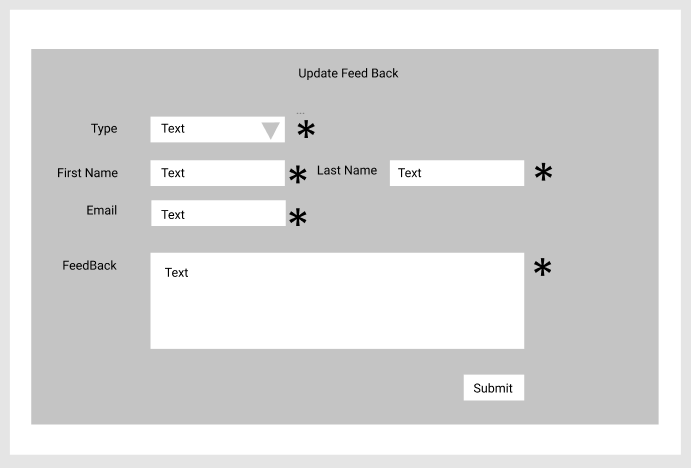 Update Feed Back
...
Type Text *
First Name Text * Last Name Text *
Email Text *
FeedBack Text *
Submit